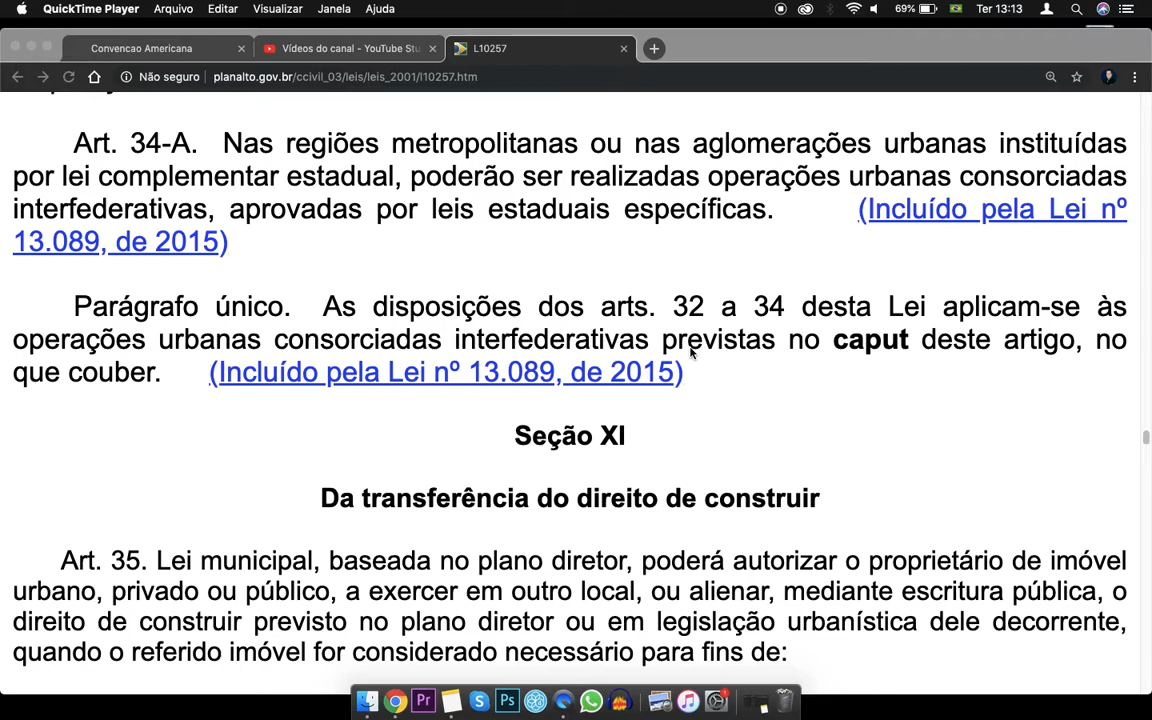 QuickTime Player Arquivo Editar Visualizar Janela Ajuda 69% Ter 13:13
Convencao Americana Vídeos do canal - YouTube Stu L10257
Não seguro planalto.gov.br/ccivil_03/leis/leis_2001/l10257.htm
Art. 34-A. Nas regiões metropolitanas ou nas aglomerações urbanas instituídas
por lei complementar estadual, poderão ser realizadas operações urbanas consorciadas
interfederativas, aprovadas por leis estaduais específicas. (Incluído pela Lei nº
13.089, de 2015)
Parágrafo único. As disposições dos arts. 32 a 34 desta Lei aplicam-se às
operações urbanas consorciadas interfederativas previstas no caput deste artigo, no
que couber. (Incluído pela Lei nº 13.089, de 2015)
Seção XI
Da transferência do direito de construir
Art. 35. Lei municipal, baseada no plano diretor, poderá autorizar o proprietário de imóvel
urbano, privado ou público, a exercer em outro local, ou alienar, mediante escritura pública, o
direito de construir previsto no plano diretor ou em legislação urbanística dele decorrente,
quando o referido imóvel for considerado necessário para fins de:
Pr Ps